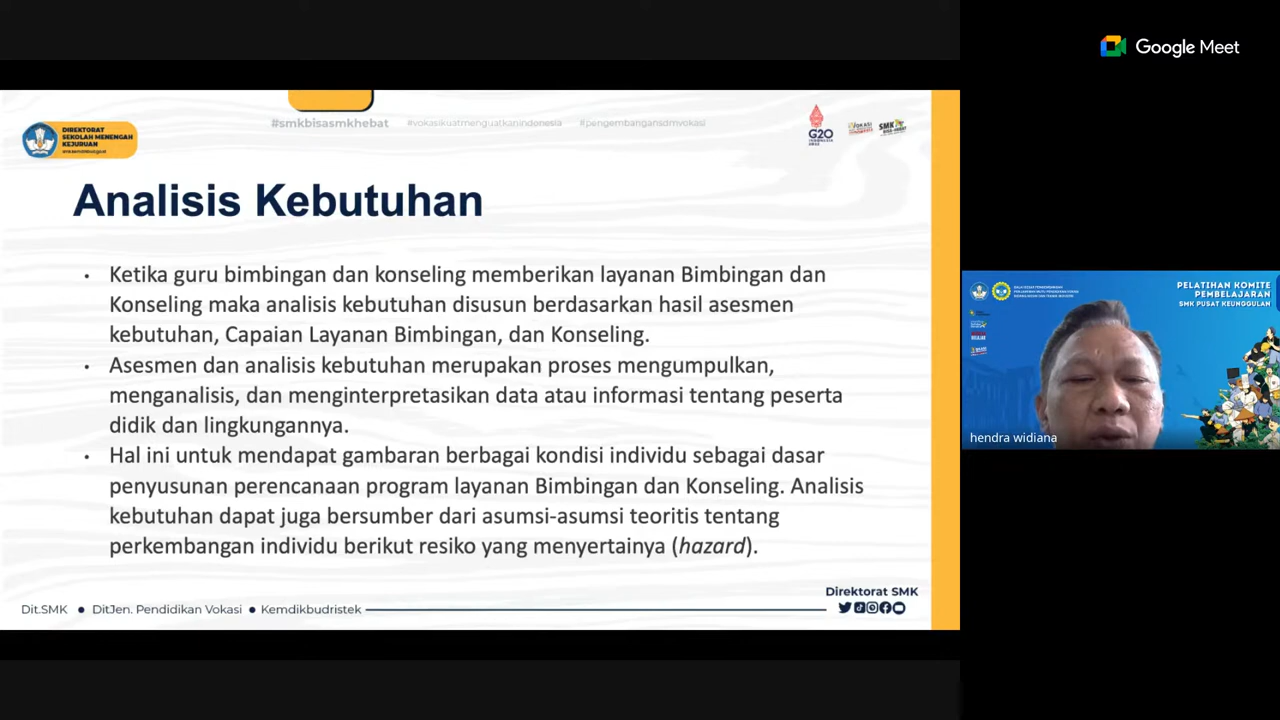 Google Meet
#smkbisasmkhebat #vokasikuatmenguatkanindonesia #pengembangansdmvokasi
DIREKTORAT
SEKOLAH MENENGAH
KEJURUAN
G20
Analisis Kebutuhan
• Ketika guru bimbingan dan konseling memberikan layanan Bimbingan dan
Konseling maka analisis kebutuhan disusun berdasarkan hasil asesmen
kebutuhan, Capaian Layanan Bimbingan, dan Konseling.
• Asesmen dan analisis kebutuhan merupakan proses mengumpulkan,
menganalisis, dan menginterpretasikan data atau informasi tentang peserta
didik dan lingkungannya.
• Hal ini untuk mendapat gambaran berbagai kondisi individu sebagai dasar
penyusunan perencanaan program layanan Bimbingan dan Konseling. Analisis
kebutuhan dapat juga bersumber dari asumsi-asumsi teoritis tentang
perkembangan individu berikut resiko yang menyertainya (hazard).
Direktorat SMK
Dit.SMK • DitJen. Pendidikan Vokasi • Kemdikbudristek
PELATIHAN KOMITE
PEMBELAJARAN
SMK PUSAT KEUNGGULAN
hendra widiana